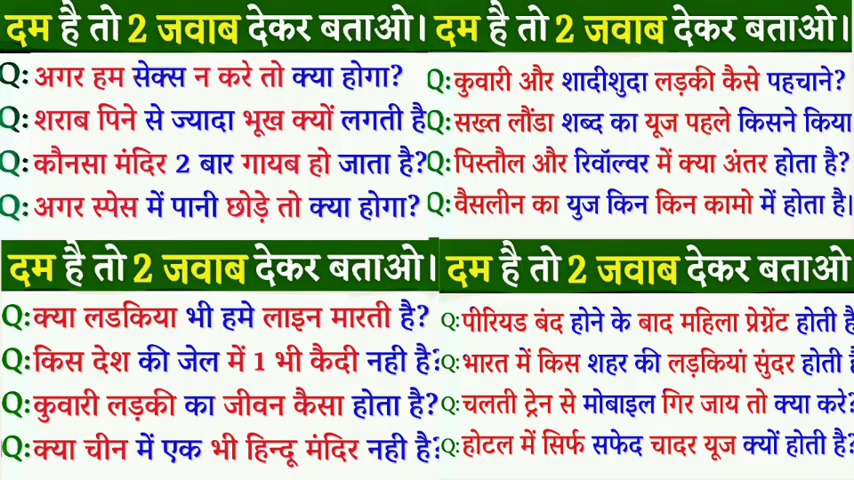 दम है तो 2 जवाब देकर बताओ।
Q: अगर हम सेक्स न करे तो क्या होगा?
Q: शराब पिने से ज्यादा भूख क्यों लगती है
Q: कौनसा मंदिर 2 बार गायब हो जाता है?
Q: अगर स्पेस में पानी छोड़े तो क्या होगा?
दम है तो 2 जवाब देकर बताओ।
Q: कुवारी और शादीशुदा लड़की कैसे पहचाने?
Q: सख्त लौंडा शब्द का यूज पहले किसने किया
Q: पिस्तौल और रिवॉल्वर में क्या अंतर होता है?
Q: वैसलीन का युज किन किन कामो में होता है।
दम है तो 2 जवाब देकर बताओ।
Q: क्या लडकिया भी हमे लाइन मारती है?
Q: किस देश की जेल में 1 भी कैदी नही है?
Q: कुवारी लड़की का जीवन कैसा होता है?
Q: क्या चीन में एक भी हिन्दू मंदिर नही है?
दम है तो 2 जवाब देकर बताओ
Q: पीरियड बंद होने के बाद महिला प्रेग्नेंट होती है
Q: भारत में किस शहर की लड़कियां सुंदर होती है
Q: चलती ट्रेन से मोबाइल गिर जाय तो क्या करे?
Q: होटल में सिर्फ सफेद चादर यूज क्यों होती है?